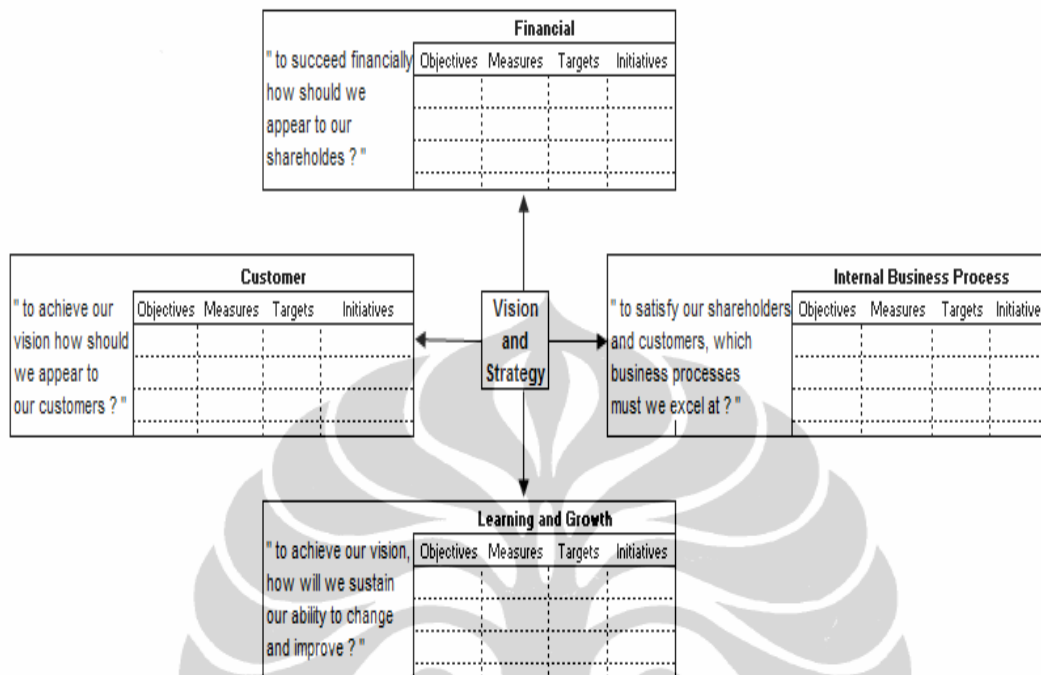 Financial
" to succeed financially
how should we
appear to our
shareholdes ? "
Objectives Measures Targets Initiatives
Customer
" to achieve our
vision how should
we appear to
our customers ? "
Objectives Measures Targets Initiatives
Vision
and
Strategy
Internal Business Process
" to satisfy our shareholders
and customers, which
business processes
must we excel at ? "
Objectives Measures Targets Initiative
Learning and Growth
" to achieve our vision,
how will we sustain
our ability to change
and improve ? "
Objectives Measures Targets Initiatives